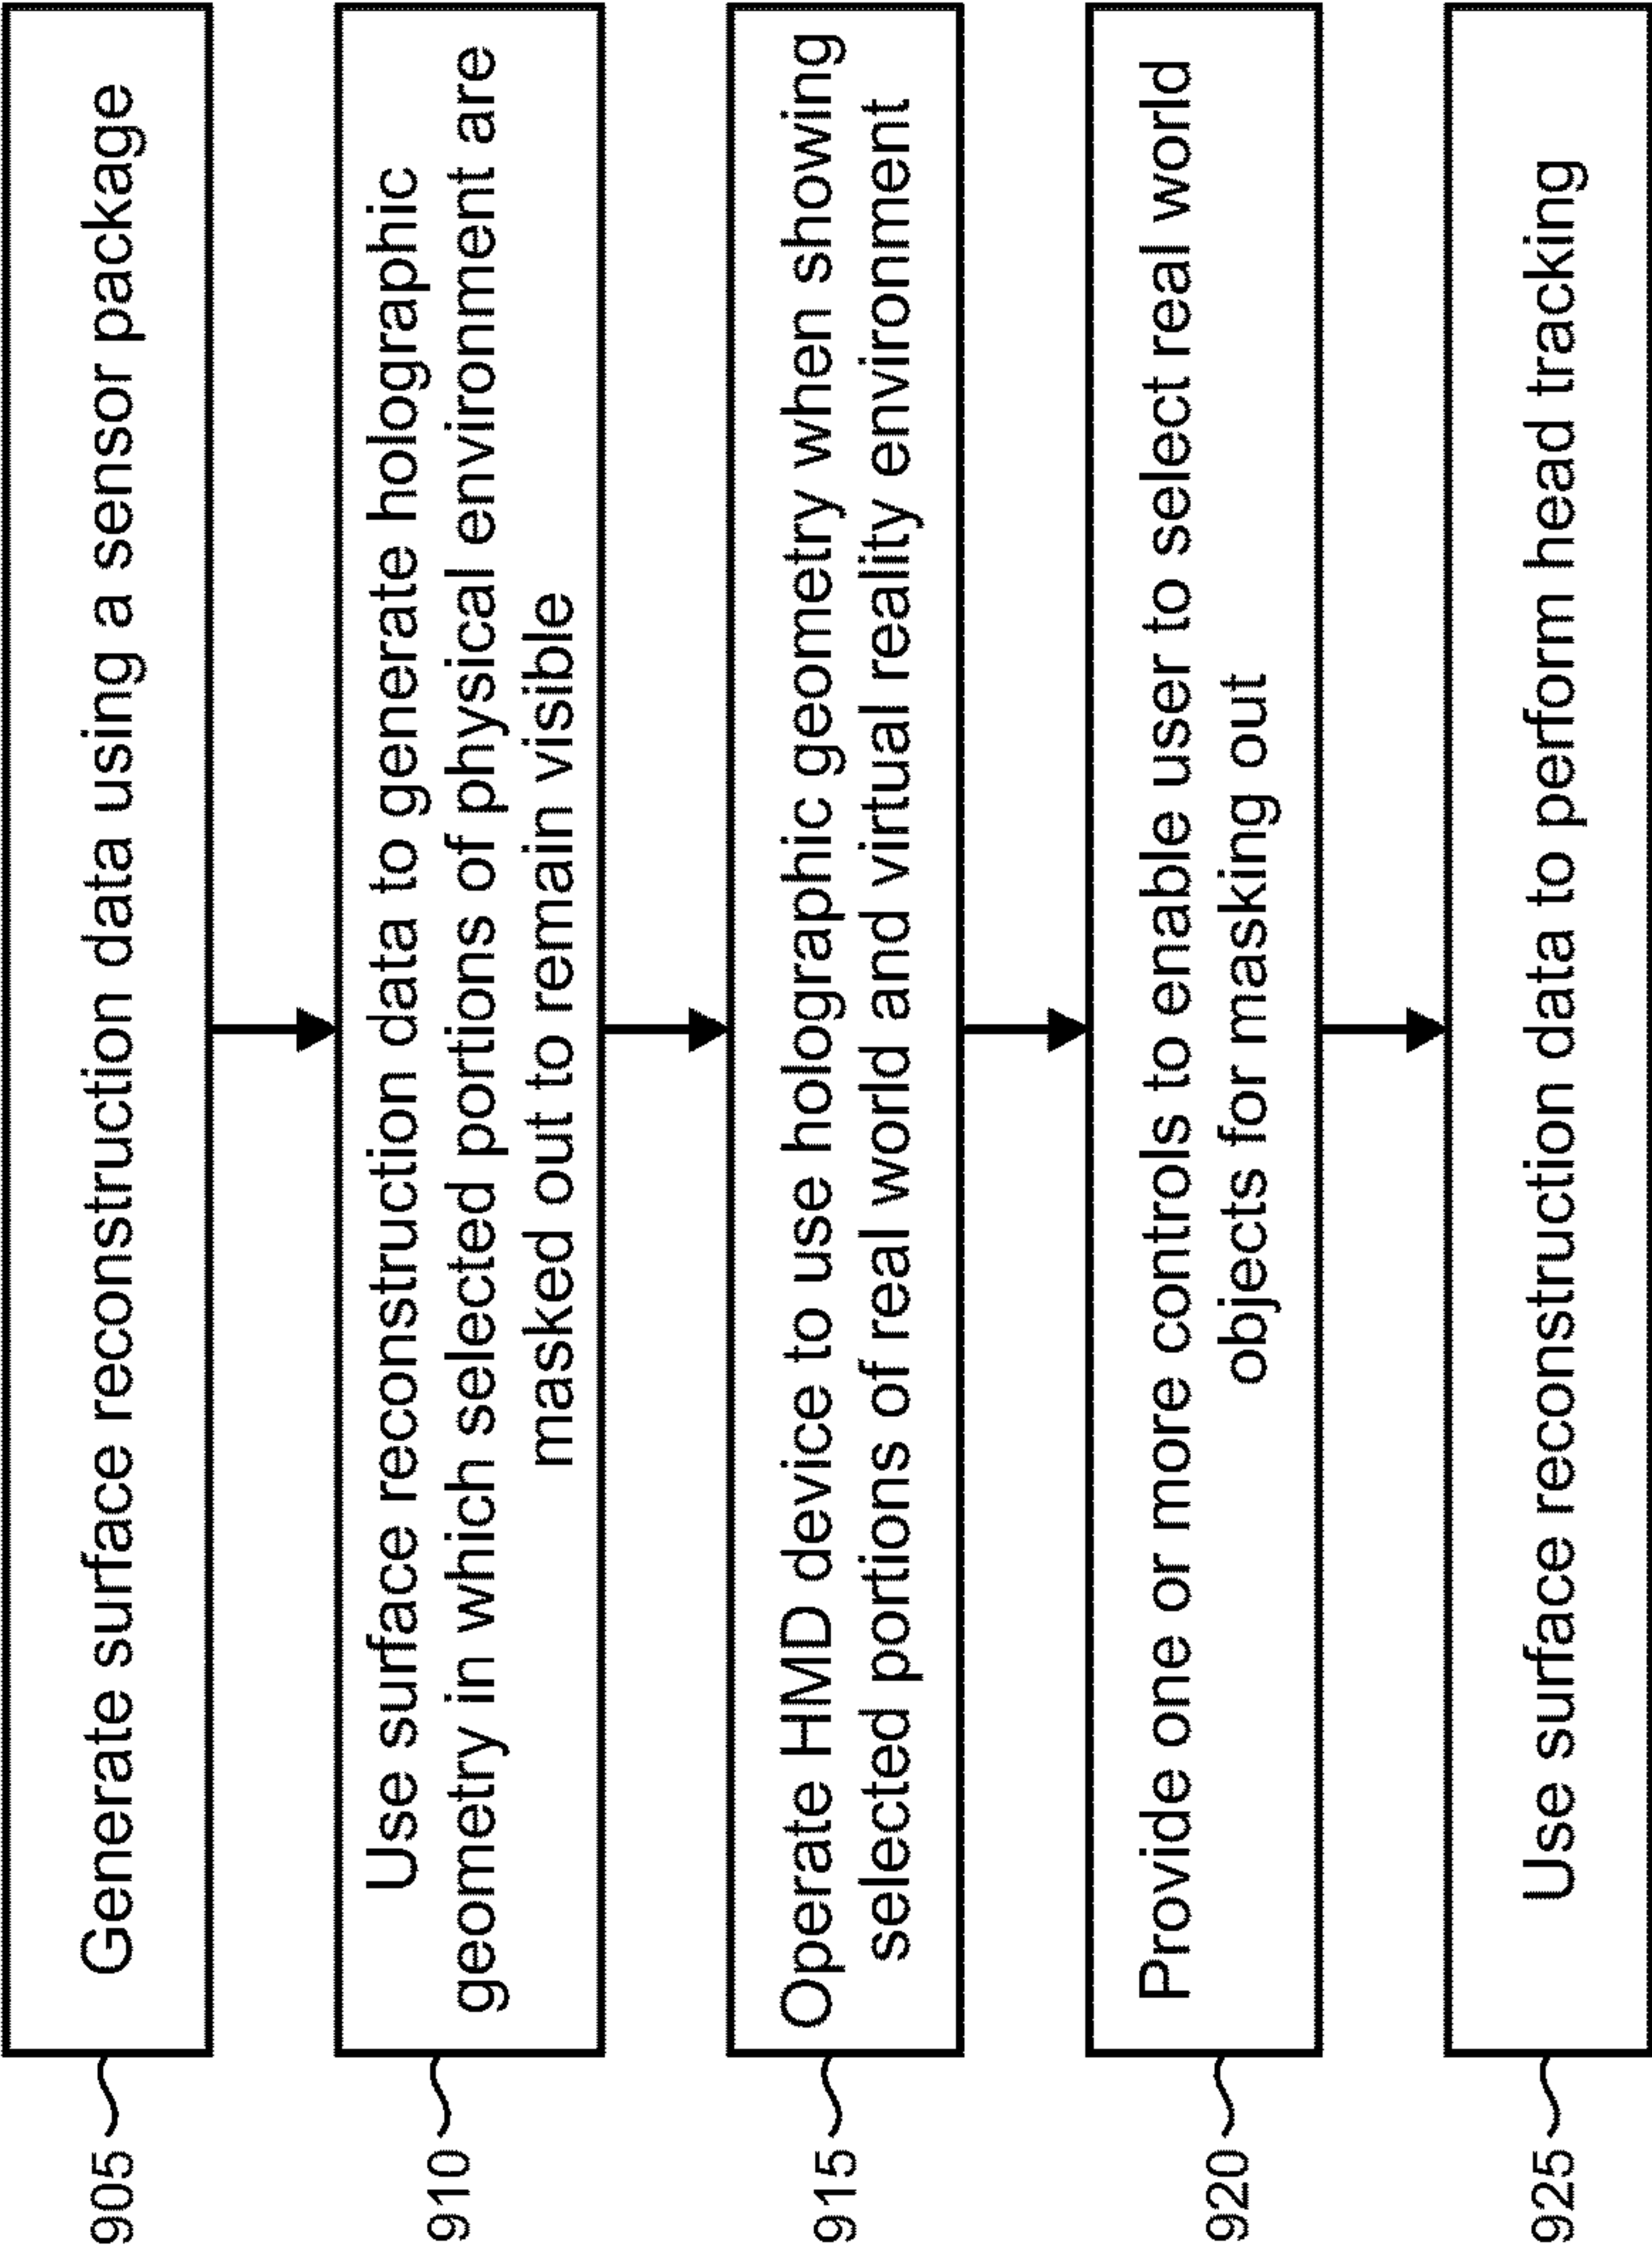 905
Generate surface reconstruction data using a sensor package
910
Use surface reconstruction data to generate holographic
geometry in which selected portions of physical environment are
masked out to remain visible
915
Operate HMD device to use holographic geometry when showing
selected portions of real world and virtual reality environment
920
Provide one or more controls to enable user to select real world
objects for masking out
925
Use surface reconstruction data to perform head tracking